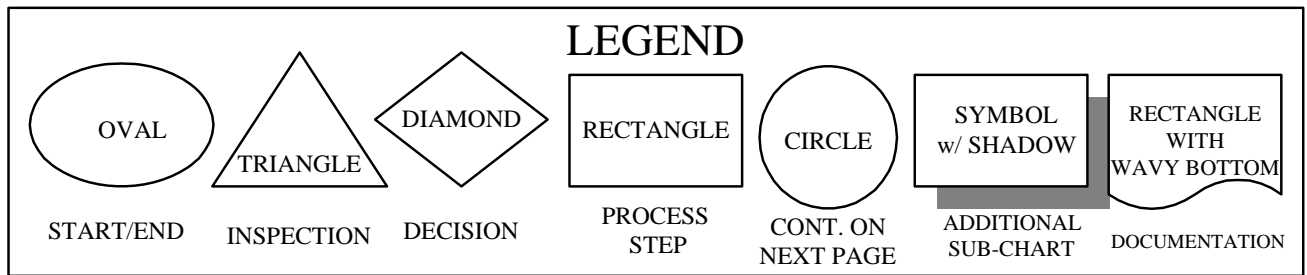 LEGEND
OVAL
TRIANGLE
DIAMOND
RECTANGLE
CIRCLE
SYMBOL
w/ SHADOW
RECTANGLE
WITH
WAVY BOTTOM
START/END
INSPECTION
DECISION
PROCESS
STEP
CONT. ON
NEXT PAGE
ADDITIONAL
SUB-CHART
DOCUMENTATION